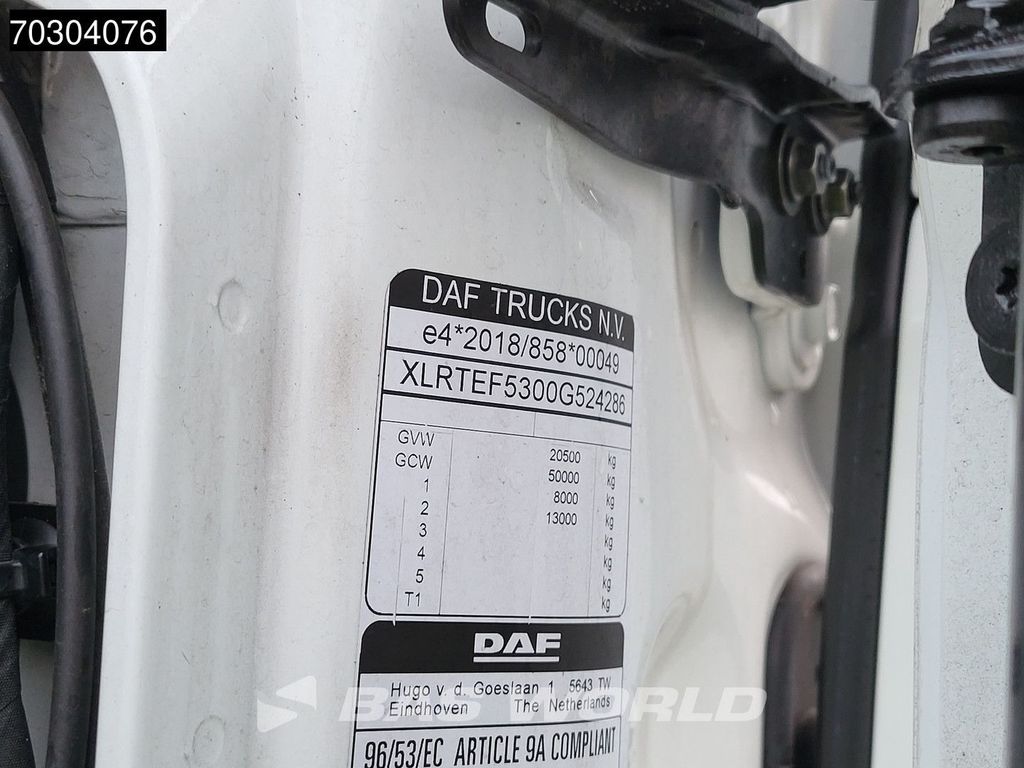 70304076
DAF TRUCKS N.V.
e4*2018/858*00049
XLRTEF5300G524286
GVW 20500 kg
GCW 50000 kg
1 8000 kg
2 13000 kg
3 kg
4 kg
5 kg
T1 kg
DAF
Hugo v. d. Goeslaan 1 5643 TW
Eindhoven The Netherlands
BAS WORLD
96/53/EC ARTICLE 9A COMPLIANT